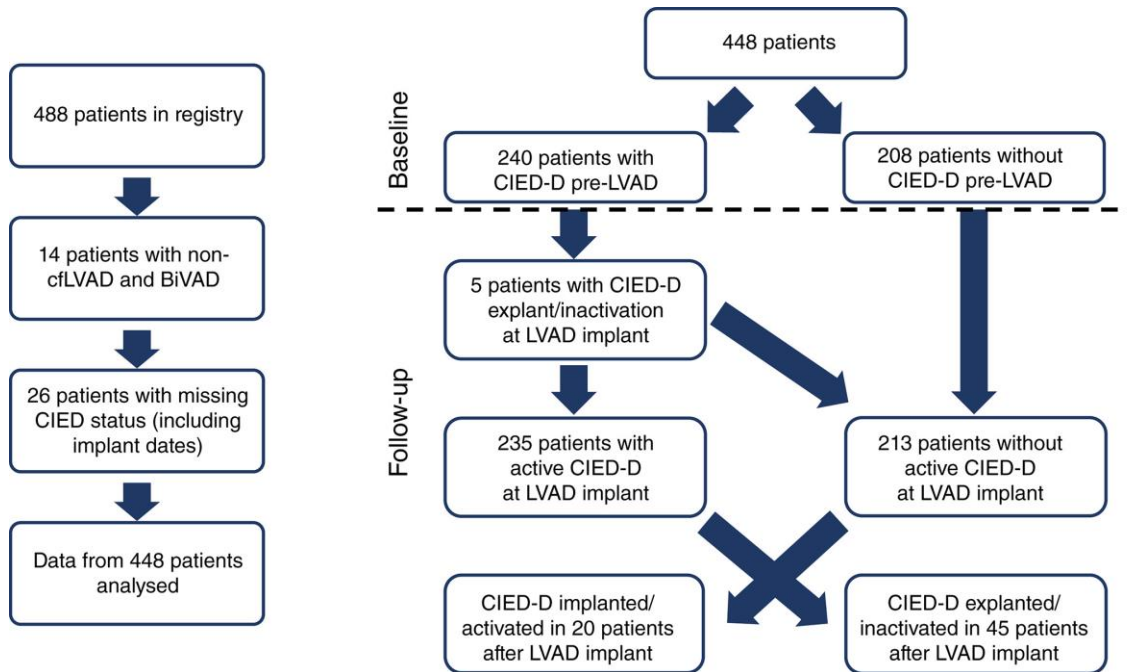 488 patients in registry
14 patients with non-
cfLVAD and BiVAD
26 patients with missing
CIED status (including
implant dates)
Data from 448 patients
analysed
448 patients
Baseline
240 patients with
CIED-D pre-LVAD
208 patients without
CIED-D pre-LVAD
Follow-up
5 patients with CIED-D
explant/inactivation
at LVAD implant
235 patients with
active CIED-D
at LVAD implant
213 patients without
active CIED-D
at LVAD implant
CIED-D implanted/
activated in 20 patients
after LVAD implant
CIED-D explanted/
inactivated in 45 patients
after LVAD implant